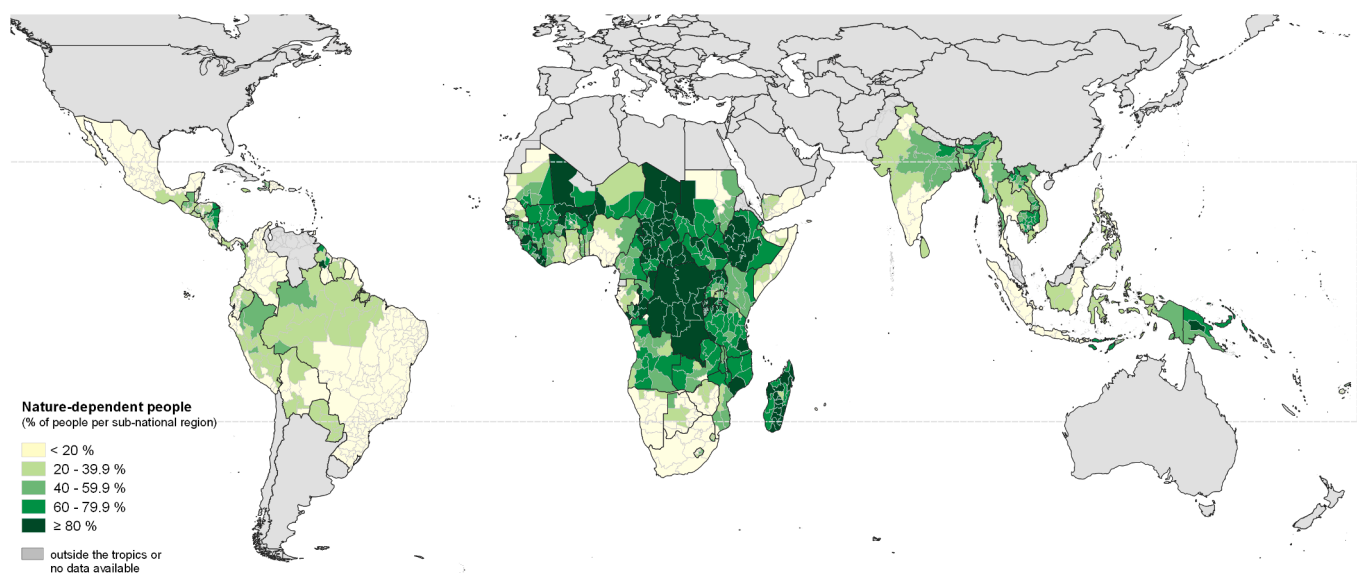 Nature-dependent people
(% of people per sub-national region)
< 20 %
20 - 39.9 %
40 - 59.9 %
60 - 79.9 %
≥ 80 %
outside the tropics or
no data available